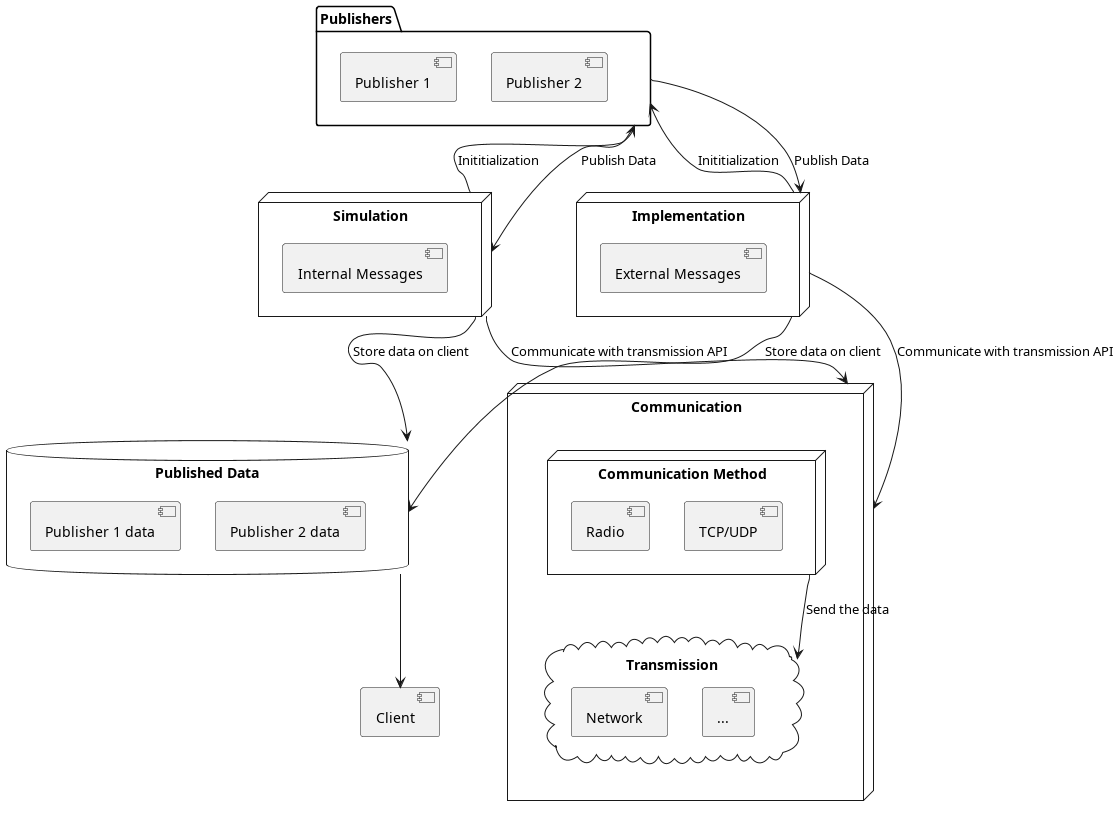 Publishers
Publisher 1
Publisher 2
Inititialization
Publish Data
Inititialization
Publish Data
Simulation
Internal Messages
Implementation
External Messages
Store data on client
Communicate with transmission API
Store data on client
Communicate with transmission API
Communication
Published Data
Publisher 1 data
Publisher 2 data
Communication Method
Radio
TCP/UDP
Send the data
Transmission
Network
...
Client